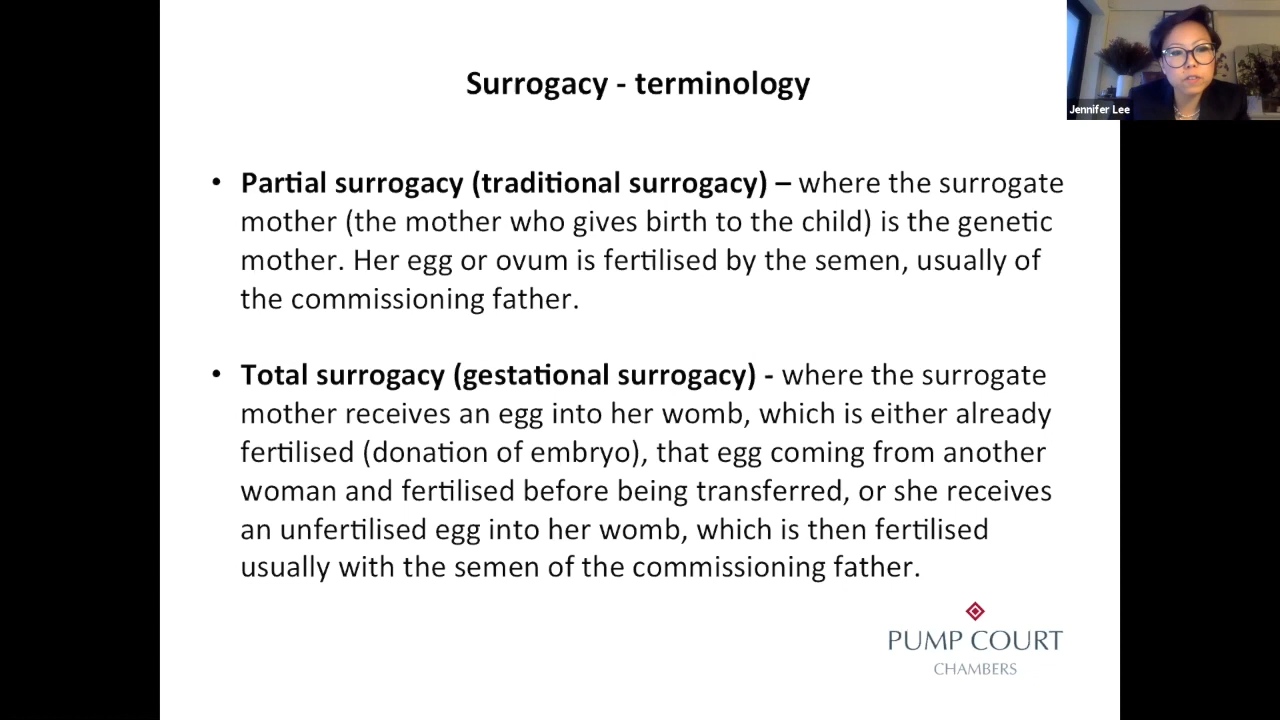 Surrogacy - terminology
Jennifer Lee
• Partial surrogacy (traditional surrogacy) – where the surrogate
mother (the mother who gives birth to the child) is the genetic
mother. Her egg or ovum is fertilised by the semen, usually of
the commissioning father.
• Total surrogacy (gestational surrogacy) - where the surrogate
mother receives an egg into her womb, which is either already
fertilised (donation of embryo), that egg coming from another
woman and fertilised before being transferred, or she receives
an unfertilised egg into her womb, which is then fertilised
usually with the semen of the commissioning father.
PUMP COURT
CHAMBERS